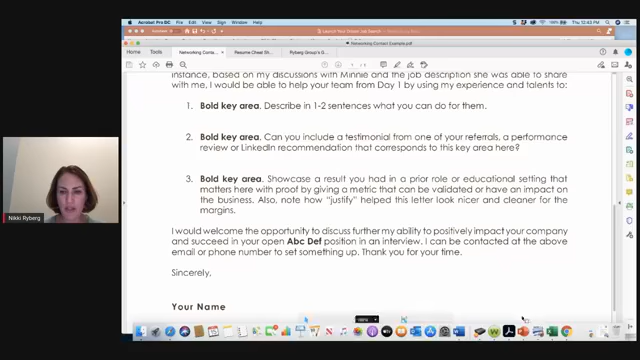 Acrobat Pro DC File Edit View Sign Window Help
100%
Thu 12:43 PM
Launch Your Dream Job Search
Networking Contact Example.pdf
Home Tools Networking Conta... Resume Cheat Sh... Ryberg Group's G...
instance, based on my discussions with Minnie and the job description she was able to share
with me, I would be able to help your team from Day 1 by using my experience and talents to:
1. Bold key area. Describe in 1-2 sentences what you can do for them.
2. Bold key area. Can you include a testimonial from one of your referrals, a performance
review or LinkedIn recommendation that corresponds to this key area here?
3. Bold key area. Showcase a result you had in a prior role or educational setting that
matters here with proof by giving a metric that can be validated or have an impact on
the business. Also, note how "justify" helped this letter look nicer and cleaner for the
margins.
I would welcome the opportunity to discuss further my ability to positively impact your company
and succeed in your open Abc Def position in an interview. I can be contacted at the above
email or phone number to set something up. Thank you for your time.
Sincerely,
Your Name
Nikki Ryberg